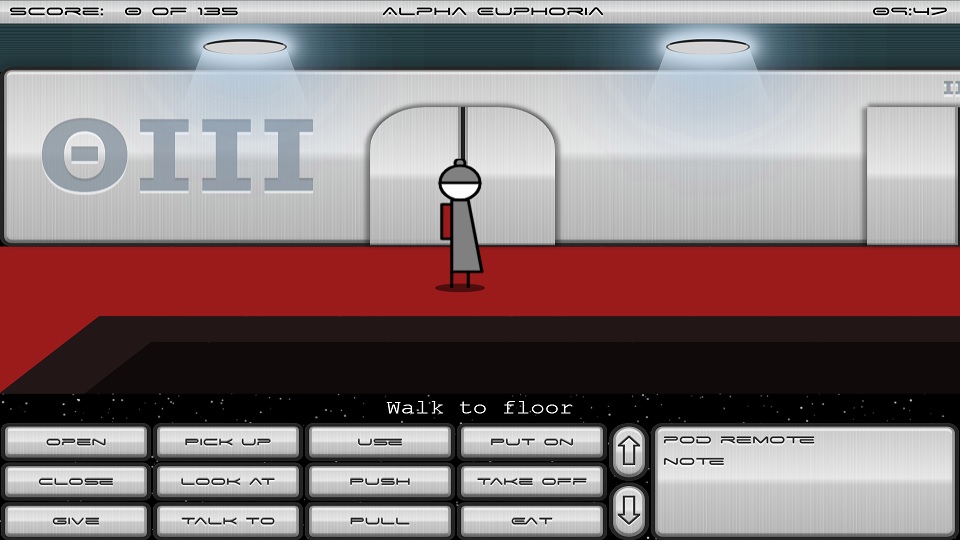 SCORE: 0 OF 135 ALPHA EUPHORIA 09:47
ΘIII
Walk to floor
OPEN PICK UP USE PUT ON
POD REMOTE
NOTE
CLOSE LOOK AT PUSH TAKE OFF
GIVE TALK TO PULL EAT